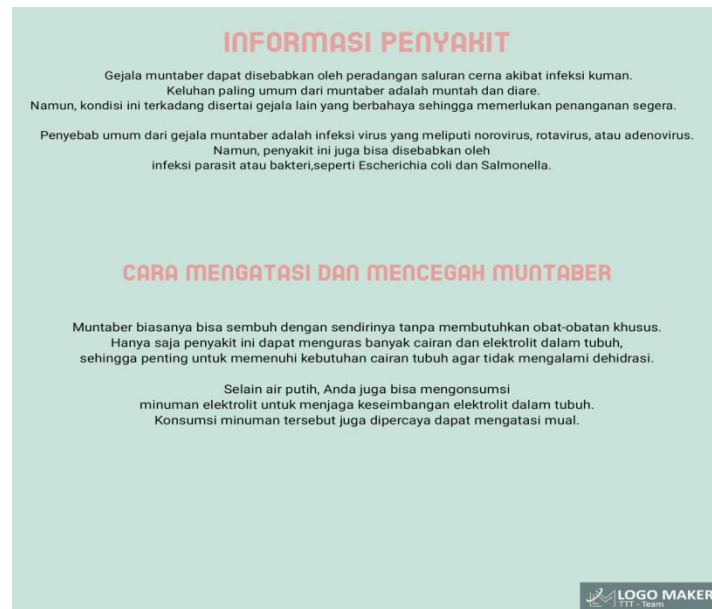 INFORMASI PENYAKIT
Gejala muntaber dapat disebabkan oleh peradangan saluran cerna akibat infeksi kuman.
Keluhan paling umum dari muntaber adalah muntah dan diare.
Namun, kondisi ini terkadang disertai gejala lain yang berbahaya sehingga memerlukan penanganan segera.
Penyebab umum dari gejala muntaber adalah infeksi virus yang meliputi norovirus, rotavirus, atau adenovirus.
Namun, penyakit ini juga bisa disebabkan oleh
infeksi parasit atau bakteri,seperti Escherichia coli dan Salmonella.
CARA MENGATASI DAN MENCEGAH MUNTABER
Muntaber biasanya bisa sembuh dengan sendirinya tanpa membutuhkan obat-obatan khusus.
Hanya saja penyakit ini dapat menguras banyak cairan dan elektrolit dalam tubuh,
sehingga penting untuk memenuhi kebutuhan cairan tubuh agar tidak mengalami dehidrasi.
Selain air putih, Anda juga bisa mengonsumsi
minuman elektrolit untuk menjaga keseimbangan elektrolit dalam tubuh.
Konsumsi minuman tersebut juga dipercaya dapat mengatasi mual.
LOGO MAKER
TTT - Team